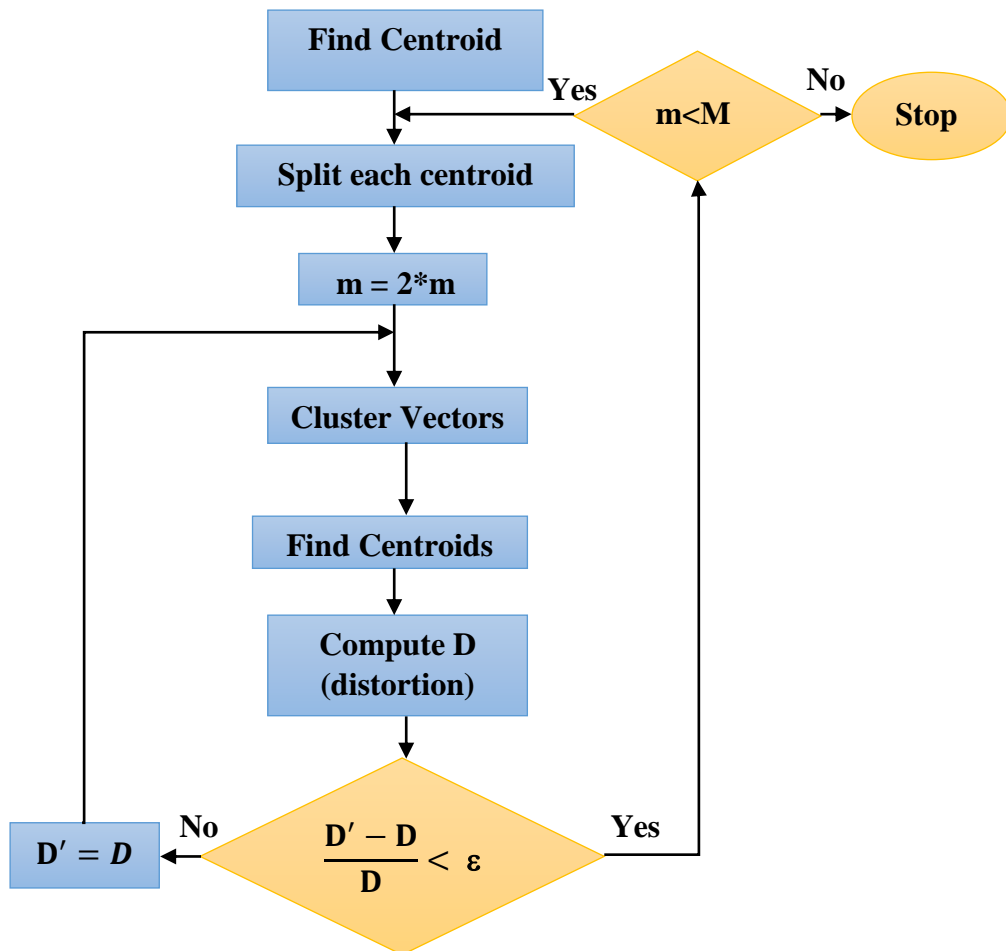 Find Centroid
Yes
m<M
No
Stop
Split each centroid
m = 2*m
Cluster Vectors
Find Centroids
Compute D
(distortion)
No
D′ = D
D′ − D
D
< ε
Yes